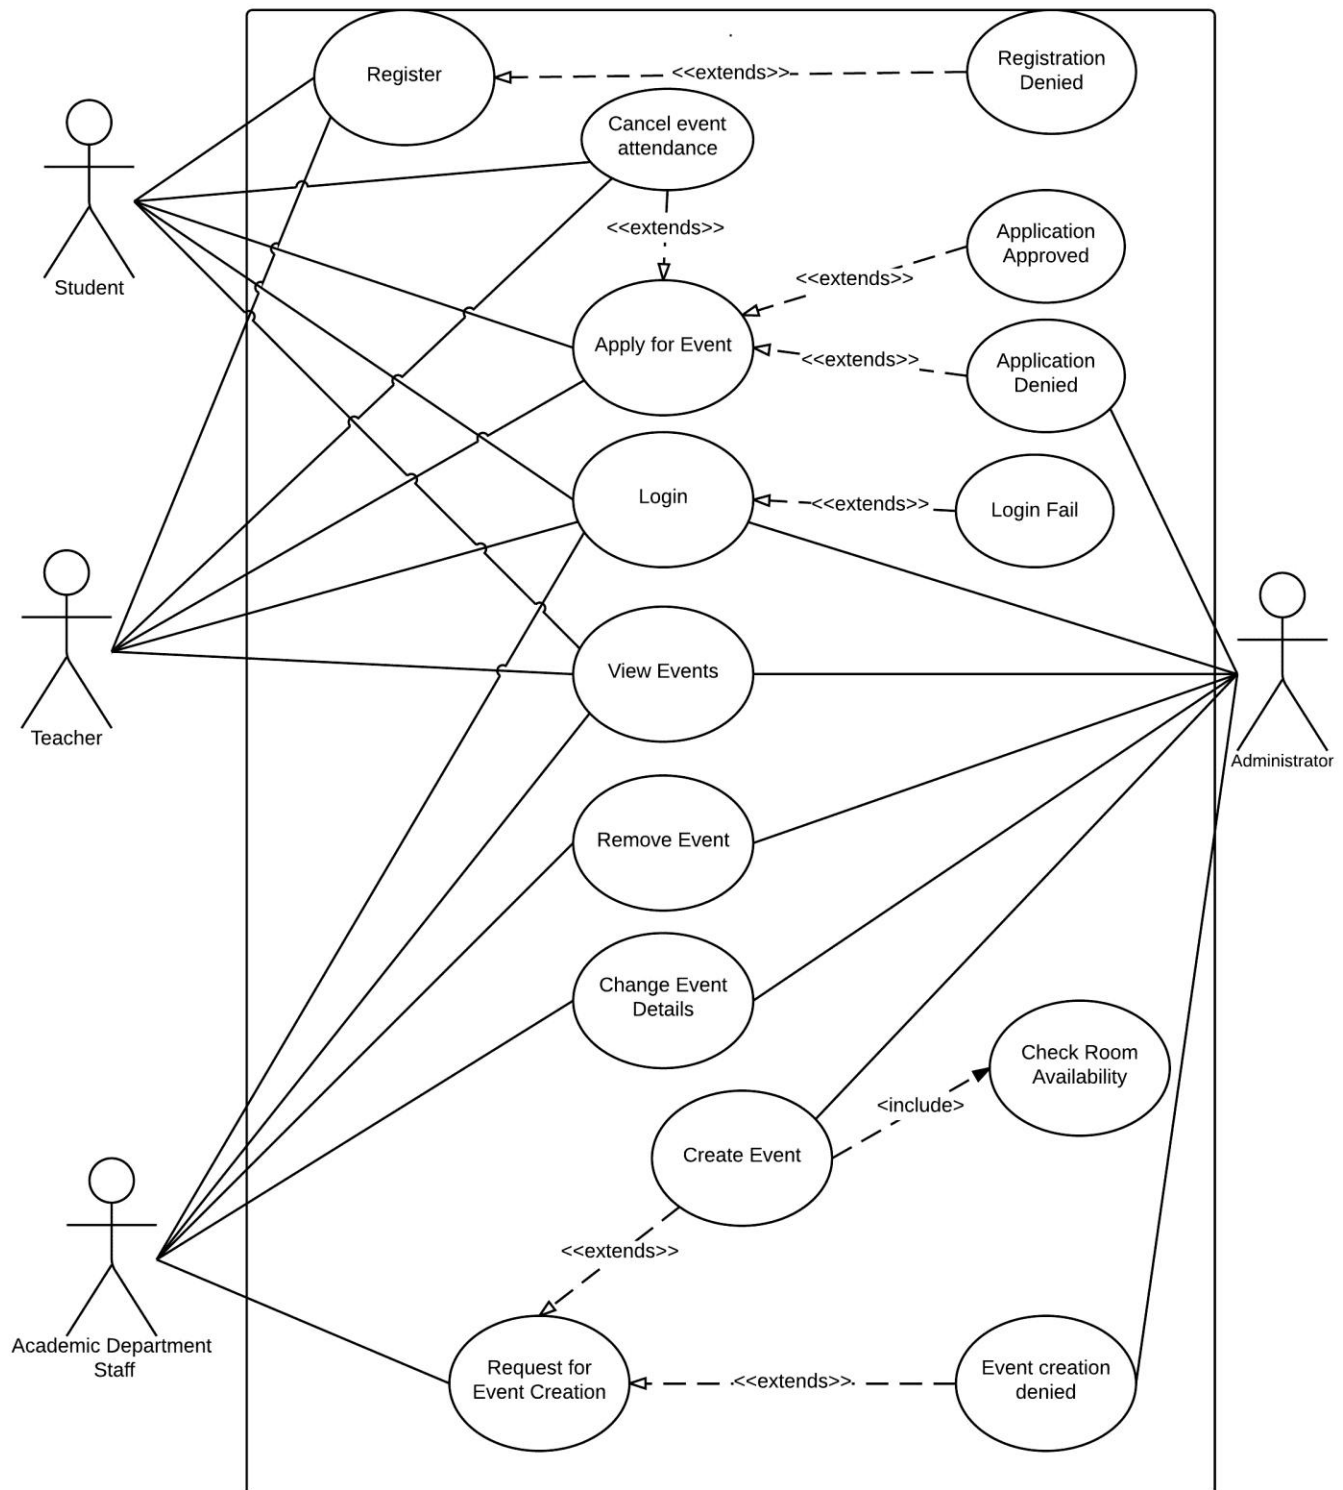 Register
<<extends>>
Registration
Denied
Cancel event
attendance
<<extends>>
Application
Approved
<<extends>>
Student
Apply for Event
<<extends>>
Application
Denied
Login
<<extends>>
Login Fail
View Events
Teacher
Administrator
Remove Event
Change Event
Details
Check Room
Availability
<include>
Create Event
<<extends>>
Academic Department
Staff
Request for
Event Creation
<<extends>>
Event creation
denied